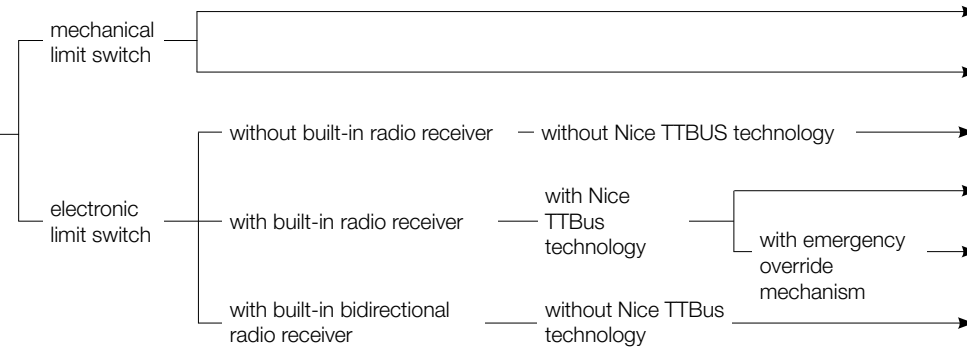 mechanical
limit switch
without built-in radio receiver
without Nice TTBUS technology
electronic
limit switch
with built-in radio receiver
with Nice
TTBus
technology
with emergency
override
mechanism
with built-in bidirectional
radio receiver
without Nice TTBus
technology